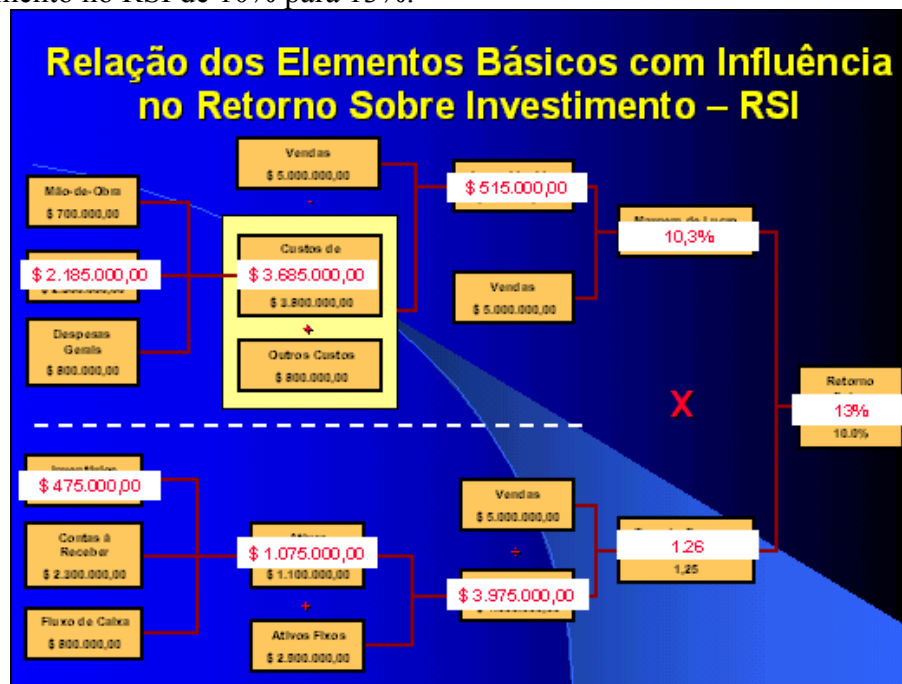 mento no RSI de 10% para 13%.
Relação dos Elementos Básicos com Influência
no Retorno Sobre Investimento – RSI
Vendas
$ 5.000.000,00
-
Mão-de-Obra
$ 700.000,00
$ 515.000,00
Margem de Lucro
10,3%
Custos de
$ 3.685.000,00
$ 3.800.000,00
$ 2.185.000,00
Vendas
$ 5.000.000,00
+
Despesas
Gerais
$ 800.000,00
Outros Custos
$ 800.000,00
X
Retorno
13%
10.0%
$ 475.000,00
Vendas
$ 5.000.000,00
Contas à
Receber
$ 2.300.000,00
Ativos
$ 1.075.000,00
$ 1.100.000,00
÷
1.26
1,25
+
$ 3.975.000,00
Fluxo de Caixa
$ 800.000,00
Ativos Fixos
$ 2.900.000,00